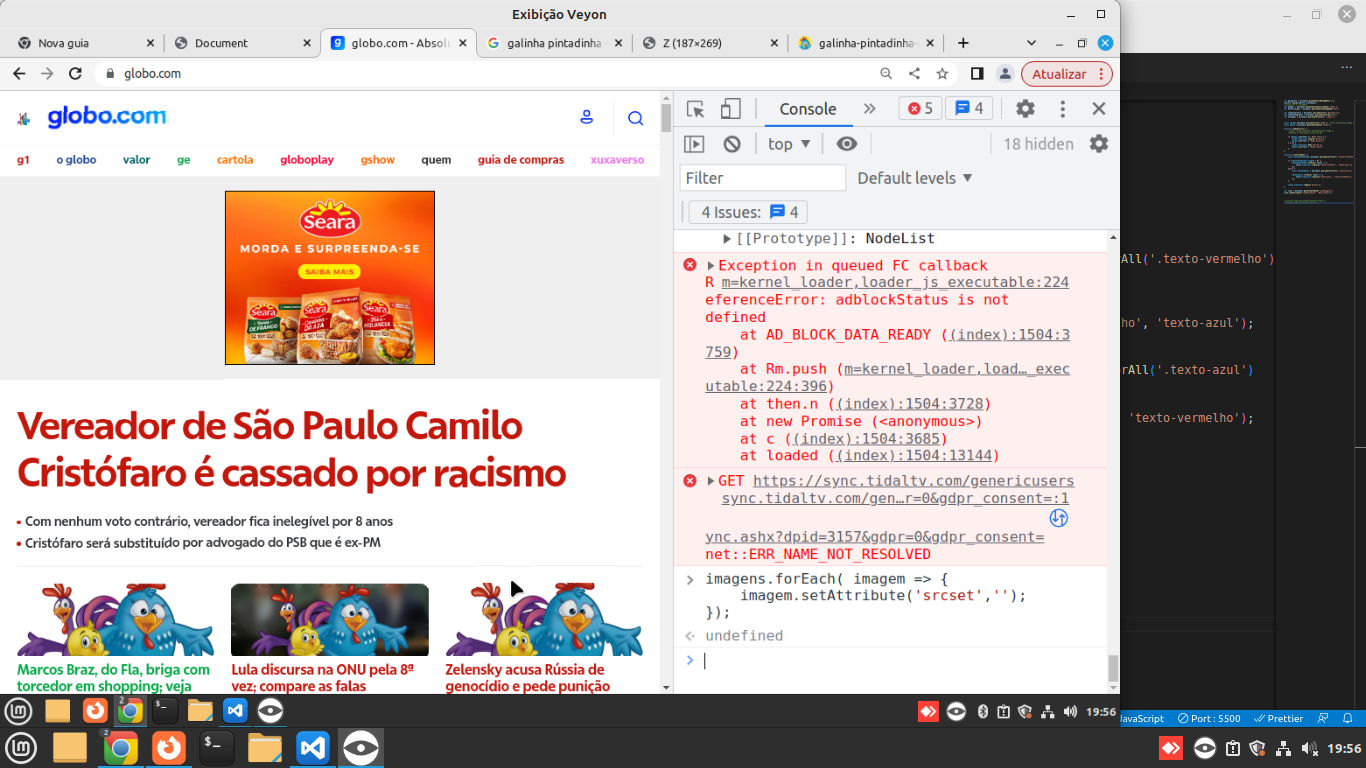 Exibição Veyon
Nova guia
Document
globo.com - Absolu
galinha pintadinha
Z (187×269)
galinha-pintadinha-
globo.com
Atualizar
globo.com
g1 o globo valor ge cartola globoplay gshow quem guia de compras xuxaverso
Seara
MORDA E SURPREENDA-SE
SAIBA MAIS
Seara Seara Seara
Vereador de São Paulo Camilo
Cristófaro é cassado por racismo
• Com nenhum voto contrário, vereador fica inelegível por 8 anos
• Cristófaro será substituído por advogado do PSB que é ex-PM
Marcos Braz, do Fla, briga com
torcedor em shopping; veja
Lula discursa na ONU pela 8ª
vez; compare as falas
Zelensky acusa Rússia de
genocídio e pede punição
Console
5
4
top
18 hidden
Filter
Default levels
4 Issues: 4
[[Prototype]]: NodeList
Exception in queued FC callback
R m=kernel_loader,loader_js_executable:224
eferenceError: adblockStatus is not
defined
at AD_BLOCK_DATA_READY ((index):1504:3
759)
at Rm.push (m=kernel_loader,load…_exec
utable:224:396)
at then.n ((index):1504:3728)
at new Promise (<anonymous>)
at c ((index):1504:3685)
at loaded ((index):1504:13144)
GET https://sync.tidaltv.com/genericusers
sync.tidaltv.com/gen…r=0&gdpr_consent=:1
ync.ashx?dpid=3157&gdpr=0&gdpr_consent=
net::ERR_NAME_NOT_RESOLVED
imagens.forEach( imagem => {
imagem.setAttribute('srcset','');
});
undefined
rAll('.texto-vermelho')
ho', 'texto-azul');
rAll('.texto-azul')
'texto-vermelho');
2
19:56
JavaScript
Port : 5500
Prettier
2
19:56